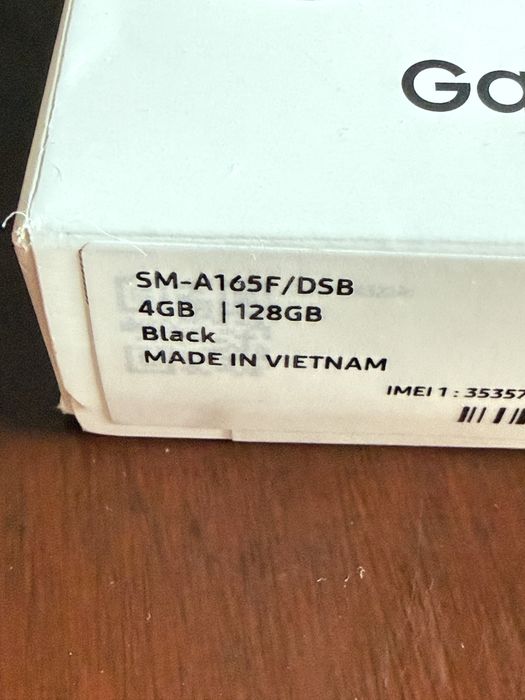 Ga
SM-A165F/DSB
4GB | 128GB
Black
MADE IN VIETNAM
IMEI 1 : 35357